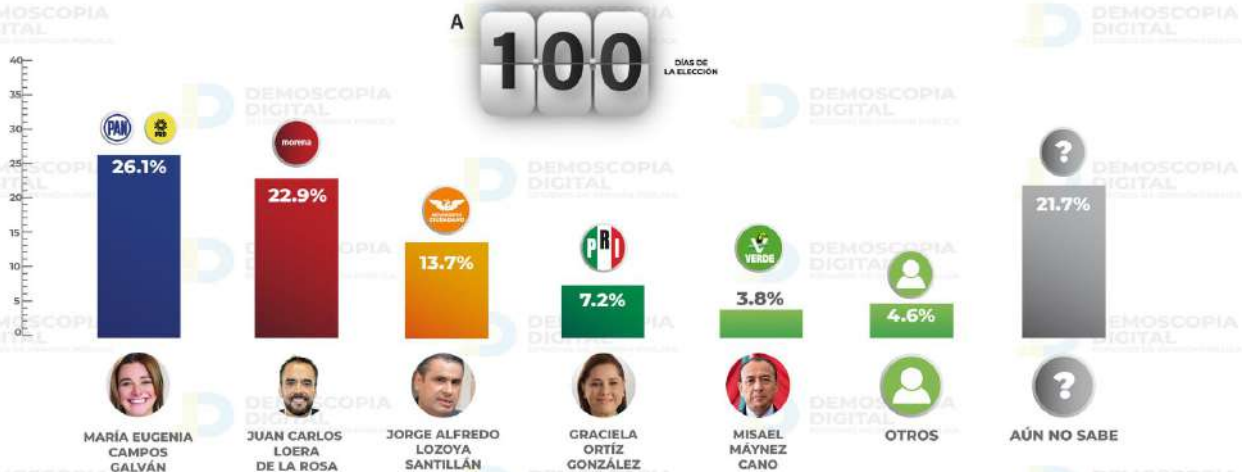 A
100
DÍAS DE
LA ELECCIÓN
40
35
30
25
20
15
10
5
0
PAN
PRD
morena
MOVIMIENTO
CIUDADANO
PRI
VERDE
?
26.1%
22.9%
13.7%
7.2%
3.8%
4.6%
21.7%
?
MARÍA EUGENIA
CAMPOS
GALVÁN
JUAN CARLOS
LOERA
DE LA ROSA
JORGE ALFREDO
LOZOYA
SANTILLÁN
GRACIELA
ORTÍZ
GONZÁLEZ
MISAEL
MÁYNEZ
CANO
OTROS
AÚN NO SABE
DEMOSCOPIA
DIGITAL